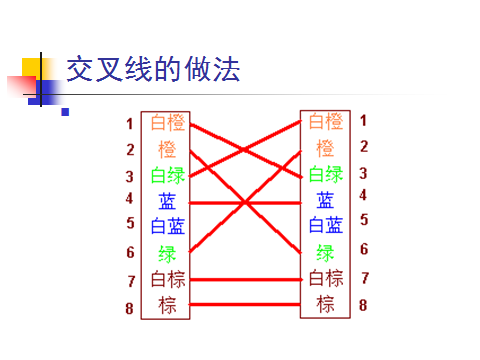 交叉线的做法
1 白橙 白橙 1
2 橙 橙 2
3 白绿 白绿 3
4 蓝 蓝 4
5 白蓝 白蓝 5
6 绿 绿 6
7 白棕 白棕 7
8 棕 棕 8